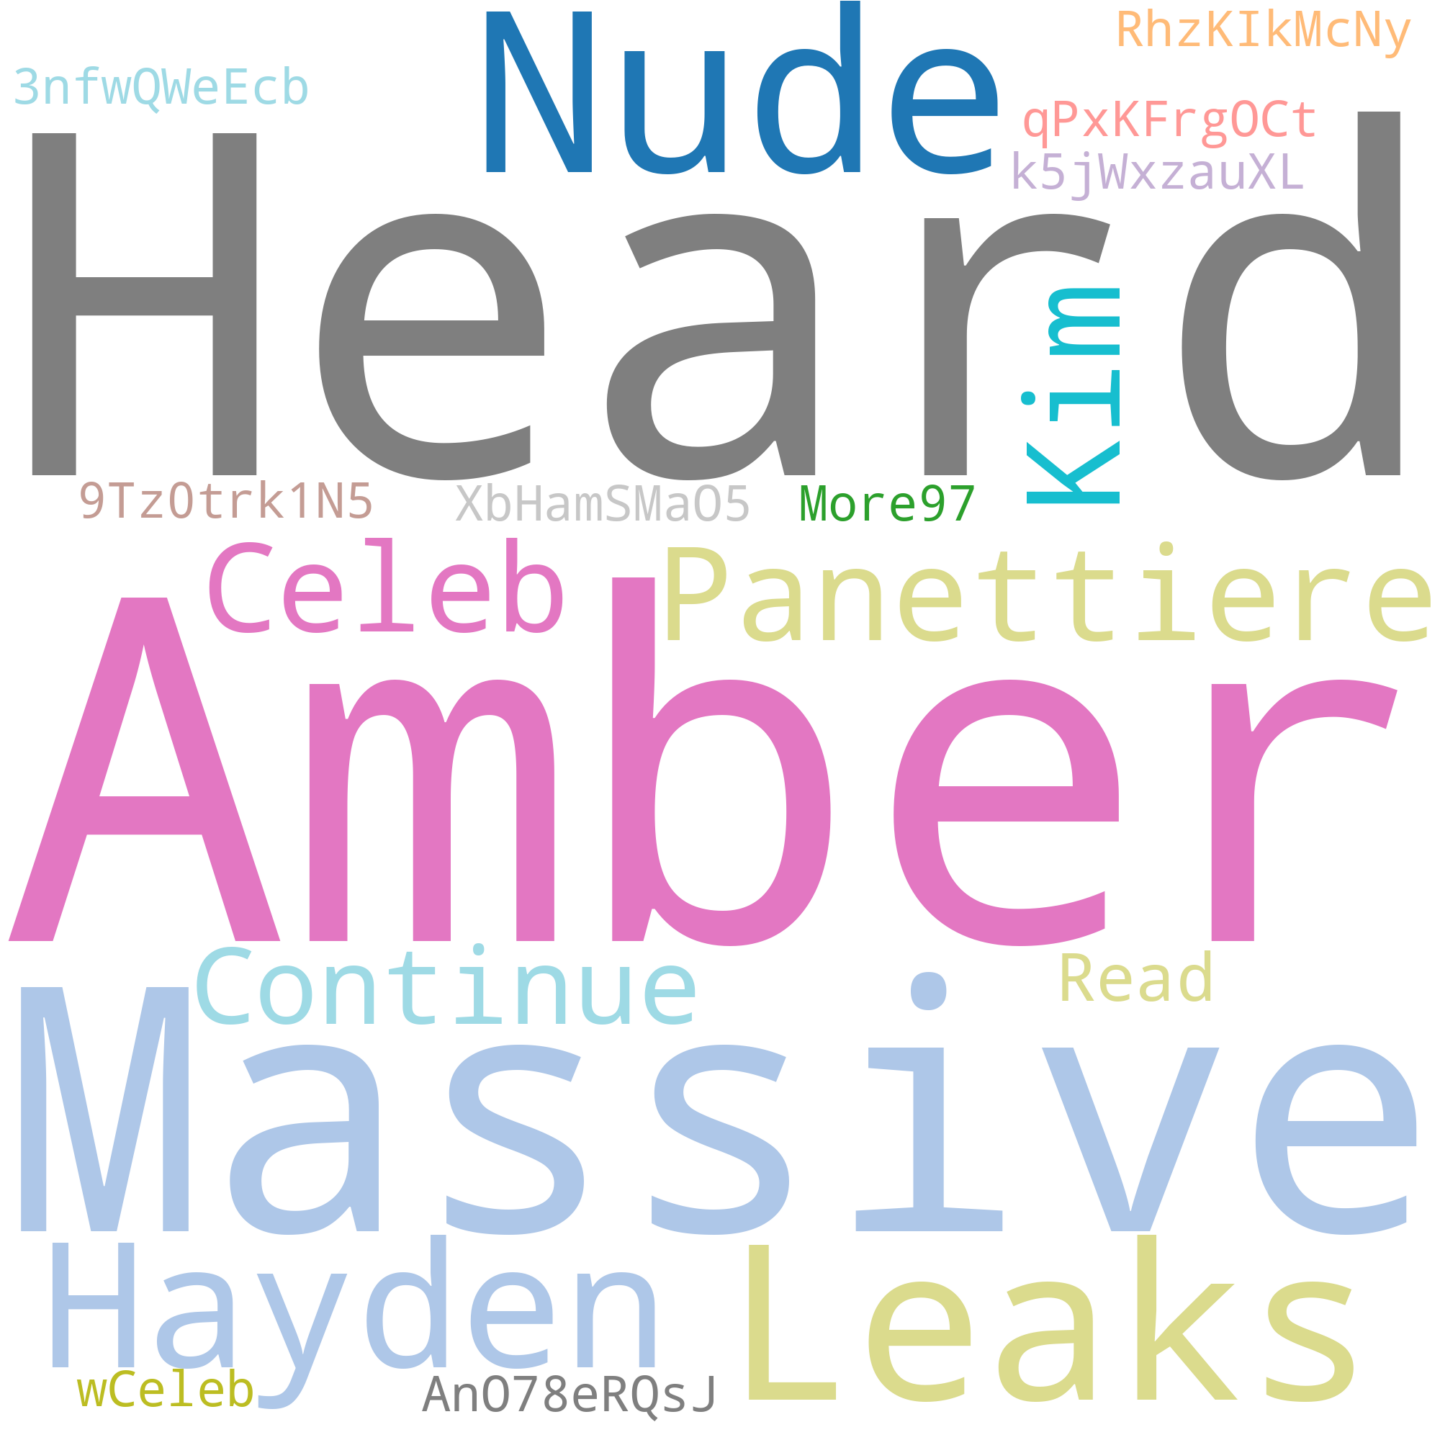 Nude
RhzKIkMcNy
3nfwQWeEcb
qPxKFrgOCt
k5jWxzauXL
Heard
Kim
9TzOtrk1N5
XbHamSMaO5
More97
Celeb
Panettiere
Amber
Continue
Read
Massive
Hayden
Leaks
wCeleb
AnO78eRQsJ